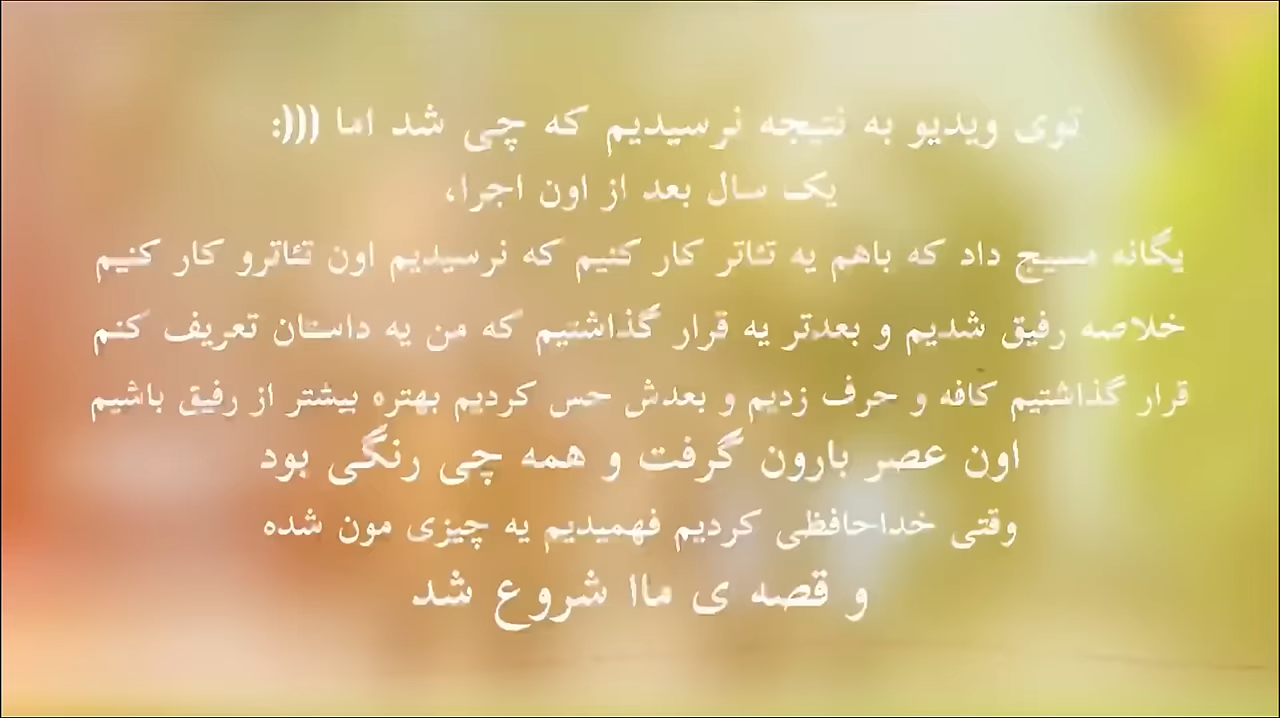 توی ویدیو به نتیجه نرسیدیم که چی شد اما (((:
یک سال بعد از اون اجرا،
یگانه مسیج داد که باهم یه تئاتر کار کنیم که نرسیدیم اون تئاترو کار کنیم
خلاصه رفیق شدیم و بعدتر یه قرار گذاشتیم که من یه داستان تعریف کنم
قرار گذاشتیم کافه و حرف زدیم و بعدش حس کردیم بهتره بیشتر از رفیق باشیم
اون عصر بارون گرفت و همه چی رنگی بود
وقتی خداحافظی کردیم فهمیدیم یه چیزی مون شده
و قصه ی ماا شروع شد